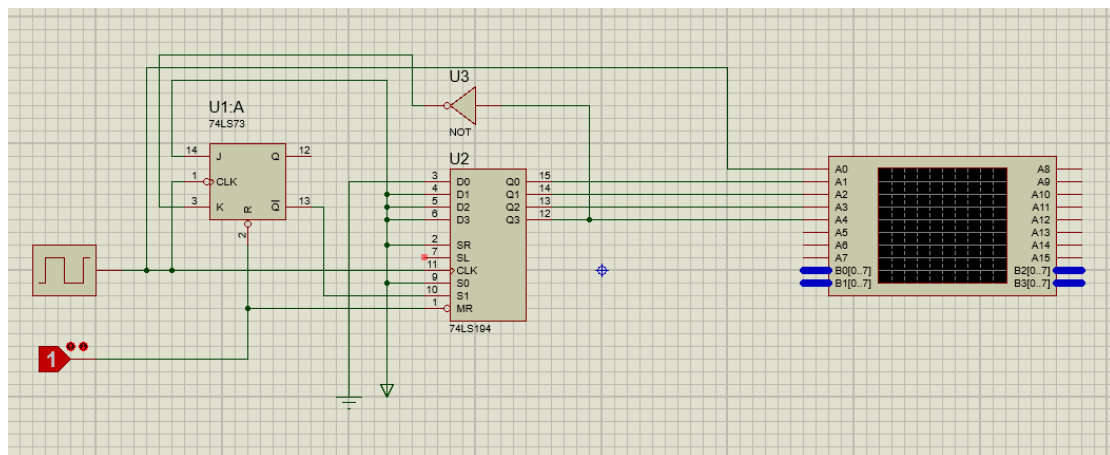 U1:A
74LS73
14 J Q 12
1 CLK
3 K R Q 13
2
U3
NOT
U2
3 D0 Q0 15
4 D1 Q1 14
5 D2 Q2 13
6 D3 Q3 12
2 SR
7 SL
11 CLK
9 S0
10 S1
1 MR
74LS194
1
A0 A8
A1 A9
A2 A10
A3 A11
A4 A12
A5 A13
A6 A14
A7 A15
B0[0..7] B2[0..7]
B1[0..7] B3[0..7]